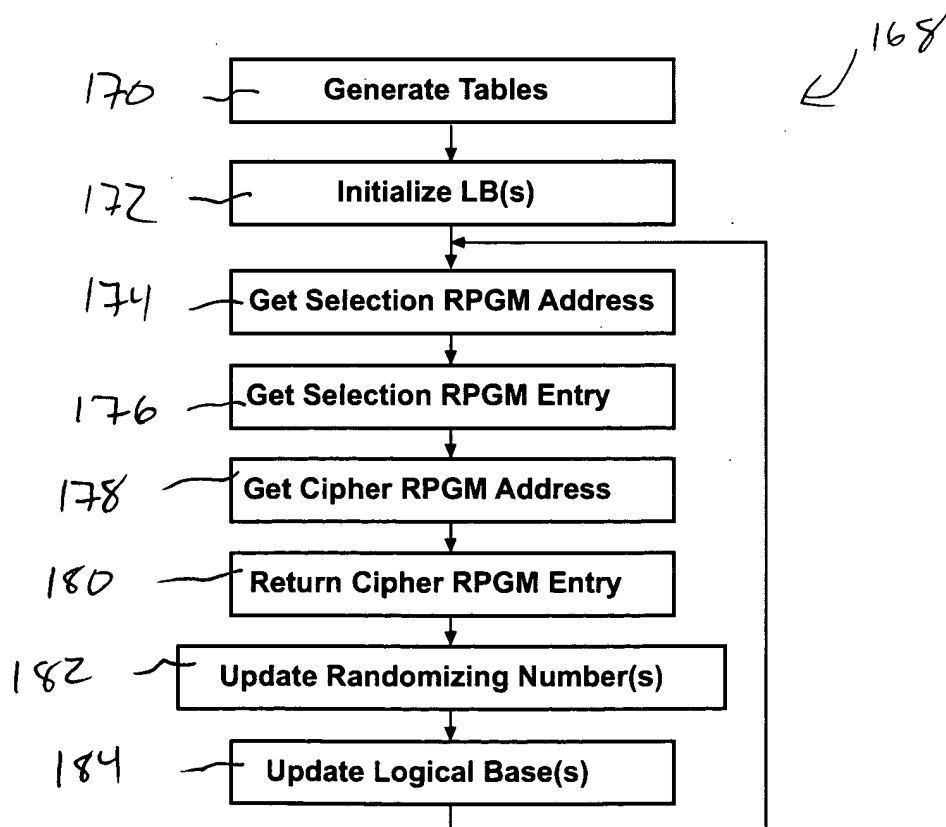 168
170 Generate Tables
172 Initialize LB(s)
174 Get Selection RPGM Address
176 Get Selection RPGM Entry
178 Get Cipher RPGM Address
180 Return Cipher RPGM Entry
182 Update Randomizing Number(s)
184 Update Logical Base(s)